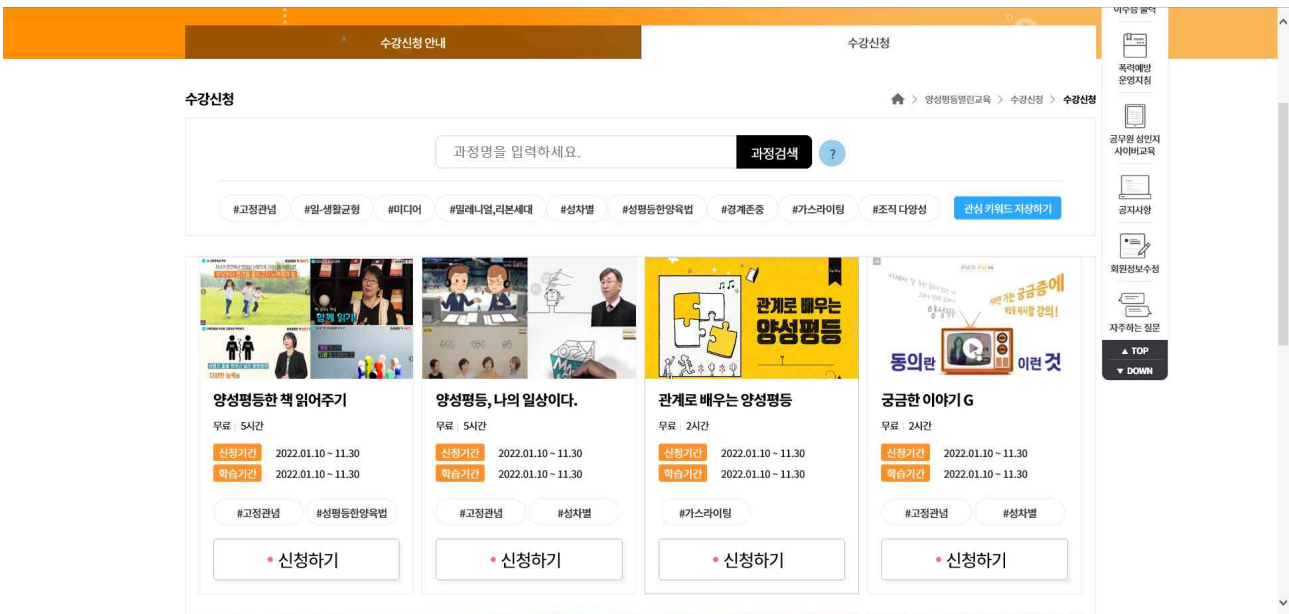 수강신청 안내
수강신청
수강신청
양성평등열린교육 > 수강신청 > 수강신청
과정명을 입력하세요.
과정검색
?
#고정관념
#일-생활균형
#미디어
#밀레니얼,리본세대
#성차별
#성평등한양육법
#경계존중
#가스라이팅
#조직 다양성
관심 키워드 저장하기
함께 읽기!
양성평등한 책 읽어주기
무료 | 5시간
신청기간 2022.01.10 ~ 11.30
학습기간 2022.01.10 ~ 11.30
#고정관념 #성평등한양육법
• 신청하기
양성평등, 나의 일상이다.
무료 | 5시간
신청기간 2022.01.10 ~ 11.30
학습기간 2022.01.10 ~ 11.30
#고정관념 #성차별
• 신청하기
관계로 배우는
양성평등
관계로 배우는 양성평등
무료 | 2시간
신청기간 2022.01.10 ~ 11.30
학습기간 2022.01.10 ~ 11.30
#가스라이팅
• 신청하기
궁금증에
동의란
이런 것
궁금한 이야기 G
무료 | 2시간
신청기간 2022.01.10 ~ 11.30
학습기간 2022.01.10 ~ 11.30
#고정관념 #성차별
• 신청하기
이수증 출력
폭력예방
운영지침
공무원 성인지
사이버교육
공지사항
회원정보수정
자주하는 질문
▲ TOP
▼ DOWN